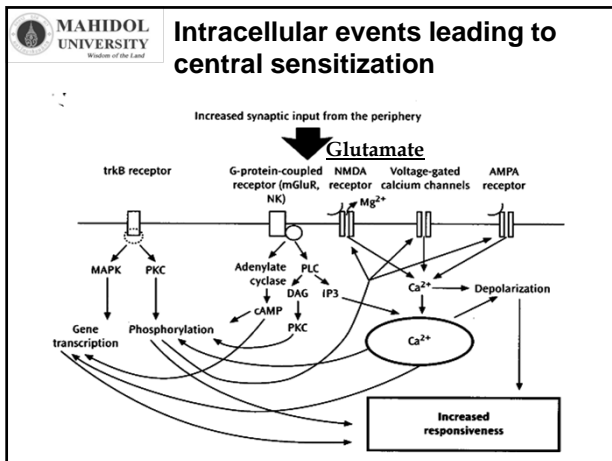 MAHIDOL
UNIVERSITY
Wisdom of the Land
Intracellular events leading to
central sensitization
Increased synaptic input from the periphery
Glutamate
trkB receptor
G-protein-coupled
receptor (mGluR,
NK)
NMDA
receptor
Voltage-gated
calcium channels
AMPA
receptor
Mg2+
MAPK
PKC
Adenylate
cyclase
PLC
DAG
IP3
cAMP
PKC
Ca2+
Depolarization
Gene
transcription
Phosphorylation
Ca2+
Increased
responsiveness